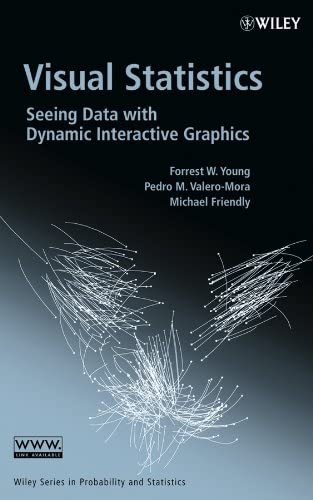 WILEY
Visual Statistics
Seeing Data with
Dynamic Interactive Graphics
Forrest W. Young
Pedro M. Valero-Mora
Michael Friendly
WWW.
LINK AVAILABLE
Wiley Series in Probability and Statistics